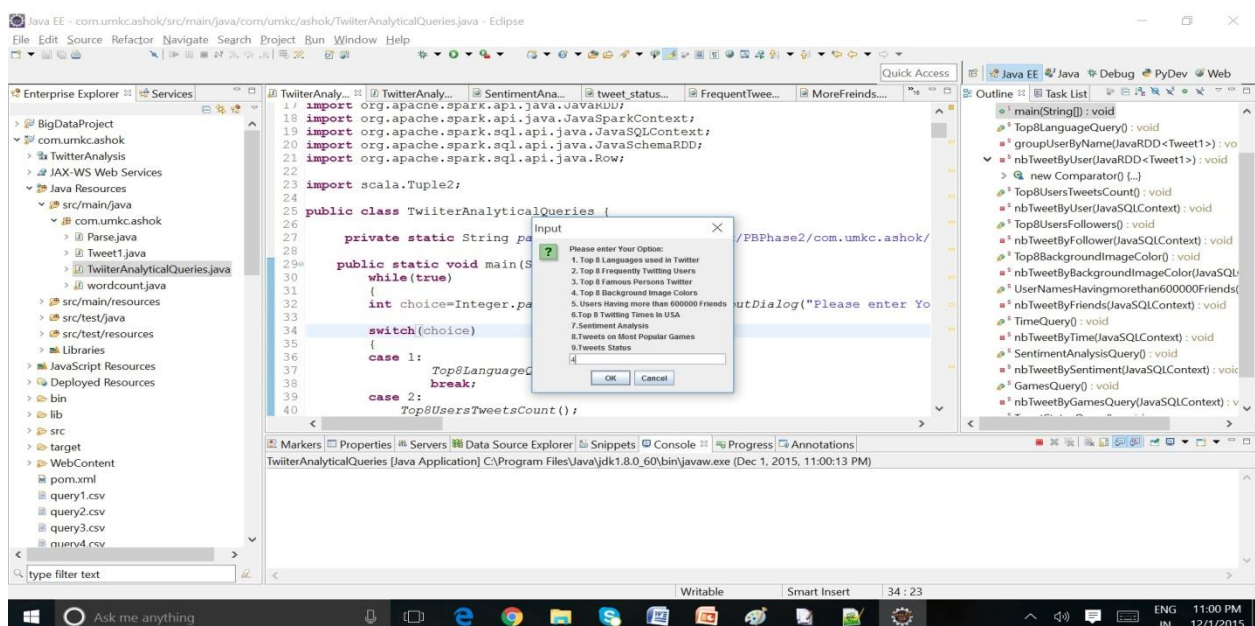 Java EE - com.umkc.ashok/src/main/java/com/umkc/ashok/TwiiterAnalyticalQueries.java - Eclipse
File Edit Source Refactor Navigate Search Project Run Window Help
Quick Access
Java EE Java Debug PyDev Web
Enterprise Explorer Services
BigDataProject
com.umkc.ashok
TwitterAnalysis
JAX-WS Web Services
Java Resources
src/main/java
com.umkc.ashok
Parse.java
Tweet1.java
TwiiterAnalyticalQueries.java
wordcount.java
src/main/resources
src/test/java
src/test/resources
Libraries
JavaScript Resources
Deployed Resources
bin
lib
src
target
WebContent
pom.xml
query1.csv
query2.csv
query3.csv
query4.csv
type filter text
TwiiterAnaly... TwitterAnaly... SentimentAna... tweet_status... FrequentTwee... MoreFreinds....
17 import org.apache.spark.api.java.JavaRDD;
18 import org.apache.spark.api.java.JavaSparkContext;
19 import org.apache.spark.sql.api.java.JavaSQLContext;
20 import org.apache.spark.sql.api.java.JavaSchemaRDD;
21 import org.apache.spark.sql.api.java.Row;
22
23 import scala.Tuple2;
24
25 public class TwiiterAnalyticalQueries {
26
27 private static String pa /PBPhase2/com.umkc.ashok/
28
29 public static void main(S
30 while(true)
31 {
32 int choice=Integer.pa utDialog("Please enter Yo
33
34 switch(choice)
35 {
36 case 1:
37 Top8LanguageQ
38 break;
39 case 2:
40 Top8UsersTweetsCount();
Input
Please enter Your Option:
1. Top 8 Languages used in Twitter
2. Top 8 Frequently Twitting Users
3. Top 8 Famous Persons Twitter
4. Top 8 Background Image Colors
5. Users Having more than 600000 Friends
6.Top 8 Twitting Times In USA
7.Sentiment Analysis
8.Tweets on Most Popular Games
9.Tweets Status
4
OK Cancel
Outline Task List
main(String[]) : void
Top8LanguageQuery() : void
groupUserByName(JavaRDD<Tweet1>) : vo
nbTweetByUser(JavaRDD<Tweet1>) : void
new Comparator() {...}
Top8UsersTweetsCount() : void
nbTweetByUser(JavaSQLContext) : void
Top8UsersFollowers() : void
nbTweetByFollower(JavaSQLContext) : void
Top8BackgroundImageColor() : void
nbTweetByBackgroundImageColor(JavaSQL
UserNamesHavingmorethan600000Friends(
nbTweetByFriends(JavaSQLContext) : void
TimeQuery() : void
nbTweetByTime(JavaSQLContext) : void
SentimentAnalysisQuery() : void
nbTweetBySentiment(JavaSQLContext) : voic
GamesQuery() : void
nbTweetByGamesQuery(JavaSQLContext) : v
Markers Properties Servers Data Source Explorer Snippets Console Progress Annotations
TwiiterAnalyticalQueries [Java Application] C:\Program Files\Java\jdk1.8.0_60\bin\javaw.exe (Dec 1, 2015, 11:00:13 PM)
Writable Smart Insert 34 : 23
Ask me anything
ENG 11:00 PM
IN 12/1/2015